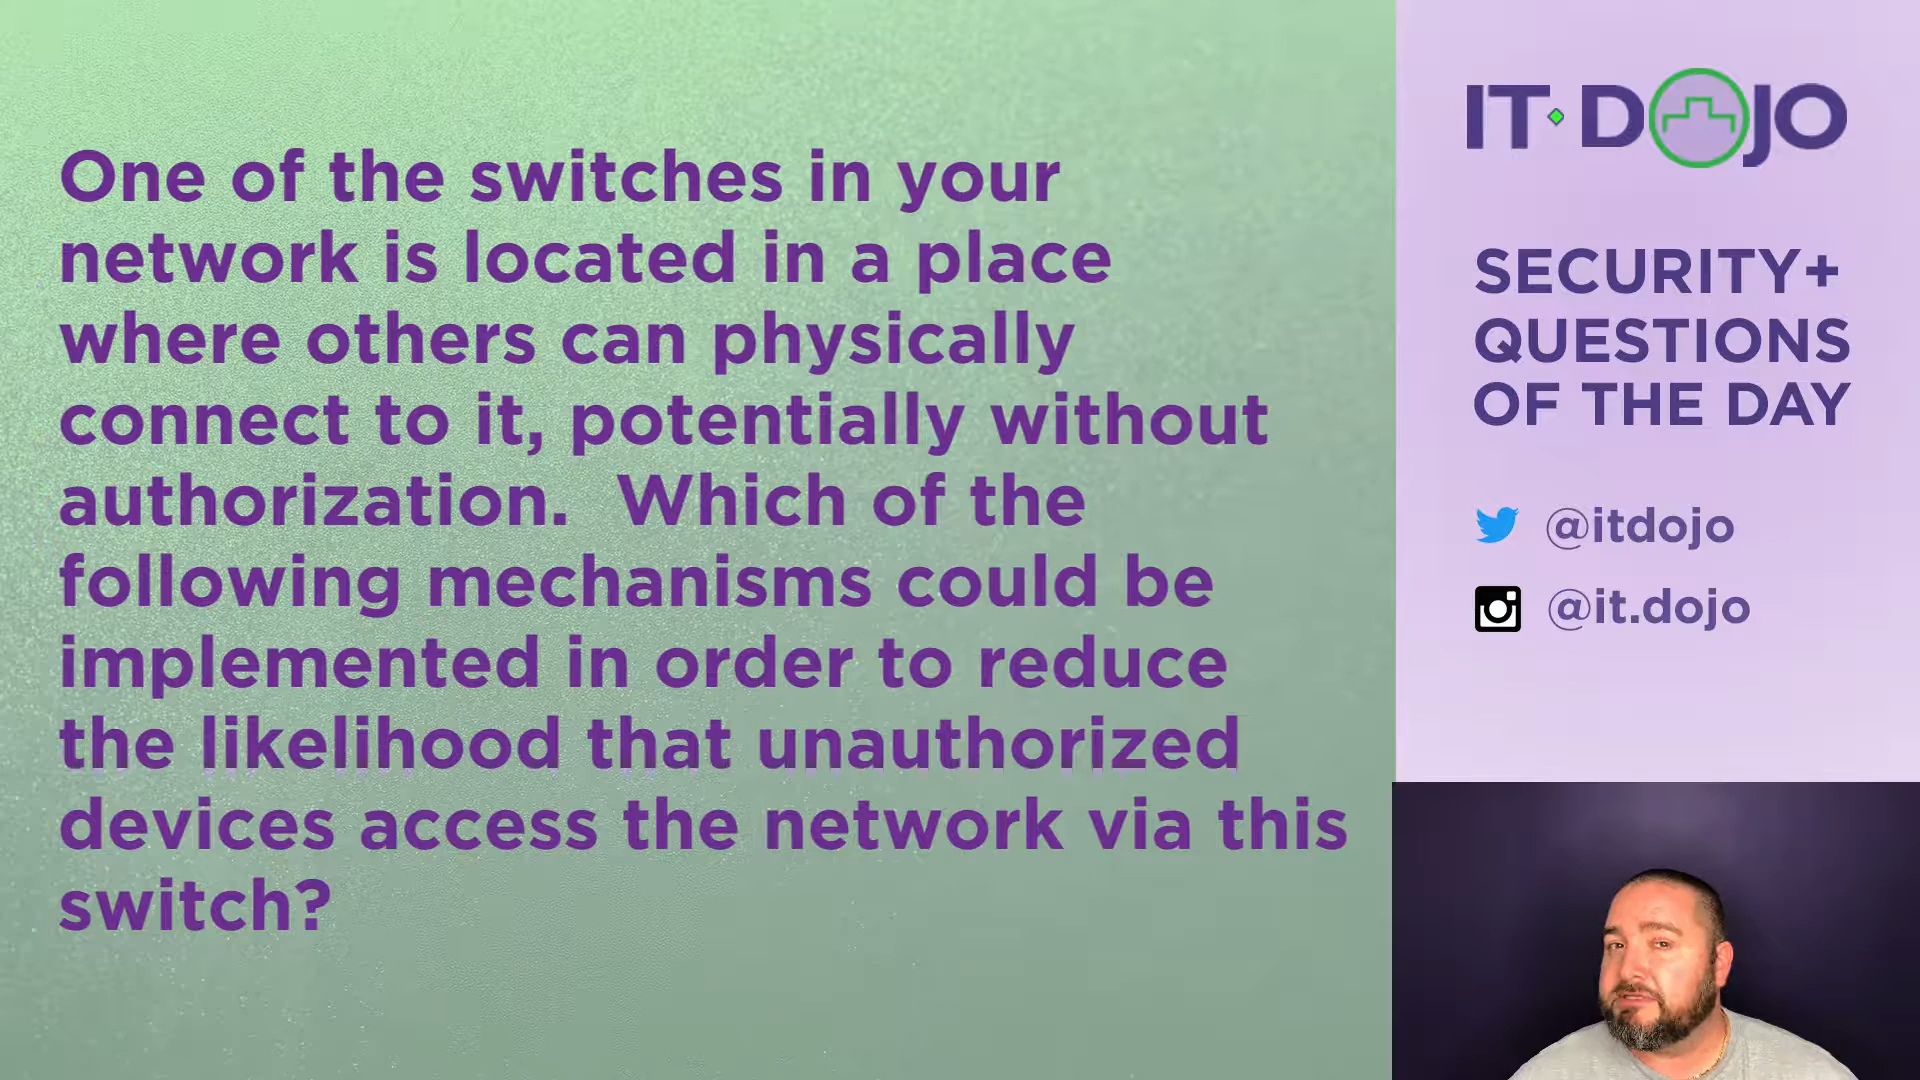 One of the switches in your
network is located in a place
where others can physically
connect to it, potentially without
authorization.  Which of the
following mechanisms could be
implemented in order to reduce
the likelihood that unauthorized
devices access the network via this
switch?
IT DOJO
SECURITY+
QUESTIONS
OF THE DAY
@itdojo
@it.dojo